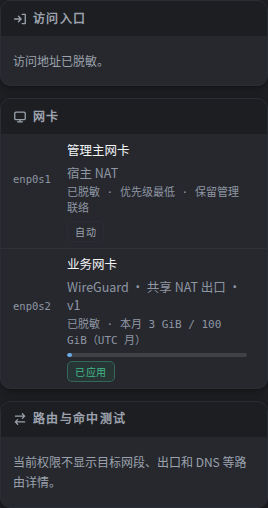 访问入口
访问地址已脱敏。
网卡
管理主网卡
enp0s1
宿主 NAT
已脱敏 · 优先级最低 · 保留管理
联络
自动
业务网卡
enp0s2
WireGuard · 共享 NAT 出口 ·
v1
已脱敏 · 本月 3 GiB / 100
GiB（UTC 月）
已应用
路由与命中测试
当前权限不显示目标网段、出口和 DNS 等路
由详情。